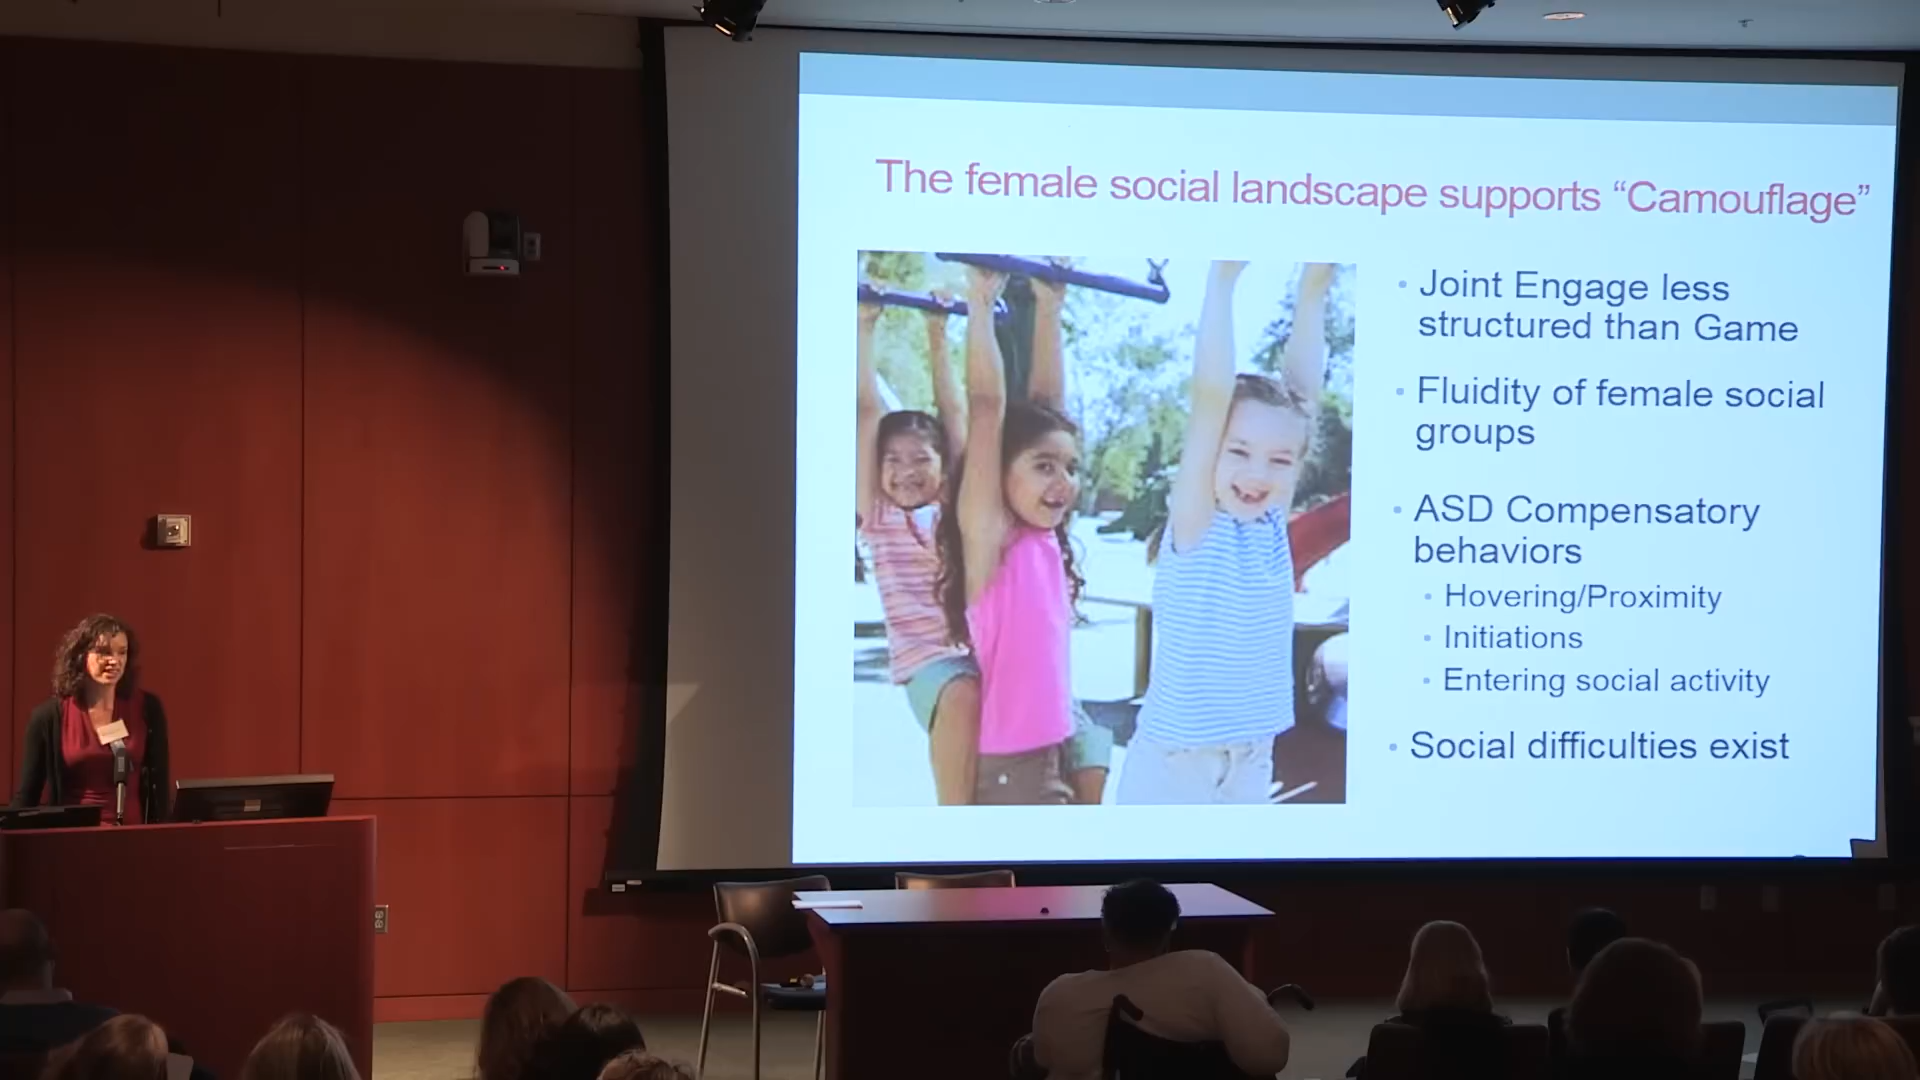 The female social landscape supports “Camouflage”
• Joint Engage less
structured than Game
• Fluidity of female social
groups
• ASD Compensatory
behaviors
• Hovering/Proximity
• Initiations
• Entering social activity
• Social difficulties exist